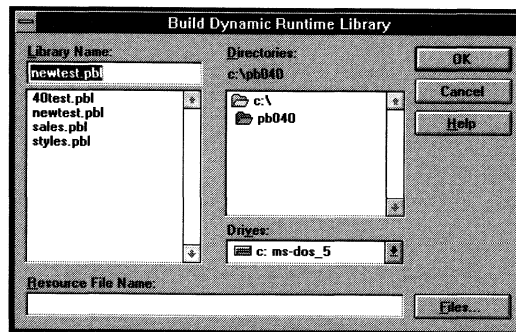 Build Dynamic Runtime Library
Library Name:
newtest.pbl
40test.pbl
newtest.pbl
sales.pbl
styles.pbl
Directories:
c:\pb040
c:\
pb040
Drives:
c: ms-dos_5
OK
Cancel
Help
Resource File Name:
Files...